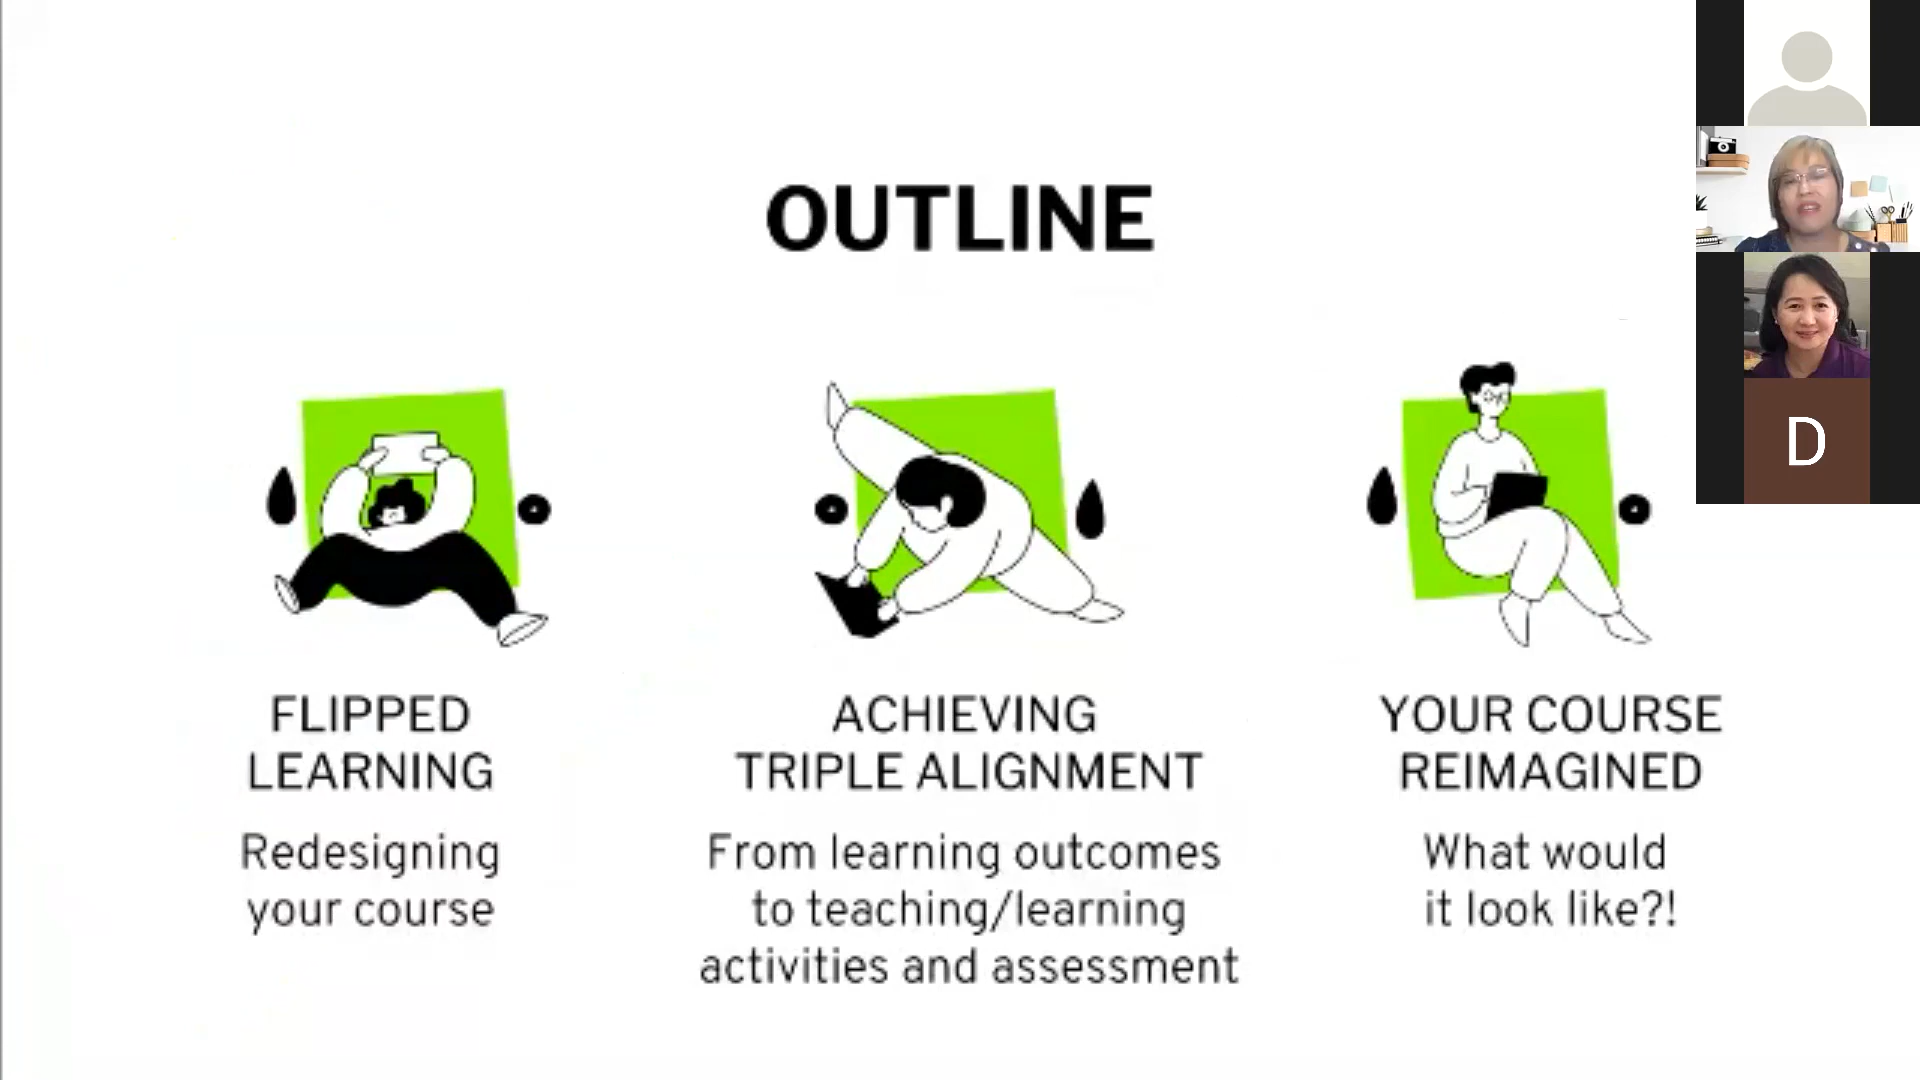 OUTLINE
FLIPPED
LEARNING
Redesigning
your course
ACHIEVING
TRIPLE ALIGNMENT
From learning outcomes
to teaching/learning
activities and assessment
YOUR COURSE
REIMAGINED
What would
it look like?!
D